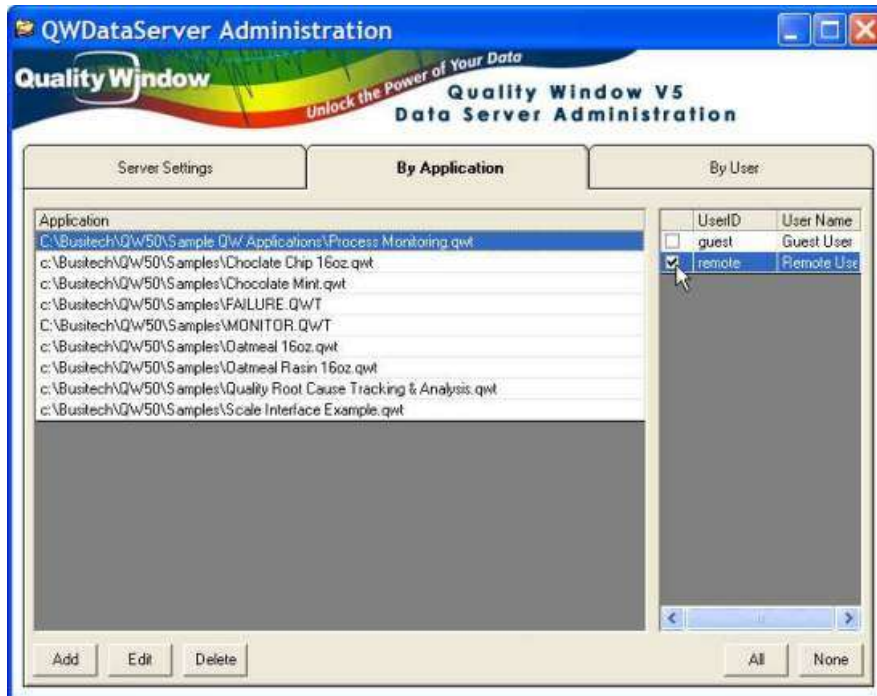 QWDataServer Administration
Quality Window
Unlock the Power of Your Data
Quality Window V5
Data Server Administration
Server Settings
By Application
By User
Application
C:\Busitech\QW50\Sample QW Applications\Process Monitoring.qwt
c:\Busitech\QW50\Samples\Choclate Chip 16oz.qwt
c:\Busitech\QW50\Samples\Chocolate Mint.qwt
c:\Busitech\QW50\Samples\FAILURE.QWT
C:\Busitech\QW50\Samples\MONITOR.QWT
c:\Busitech\QW50\Samples\Oatmeal 16oz.qwt
c:\Busitech\QW50\Samples\Oatmeal Rasin 16oz.qwt
c:\Busitech\QW50\Samples\Quality Root Cause Tracking & Analysis.qwt
c:\Busitech\QW50\Samples\Scale Interface Example.qwt
UserID User Name
guest Guest User
remote Remote Use
Add Edit Delete
All None